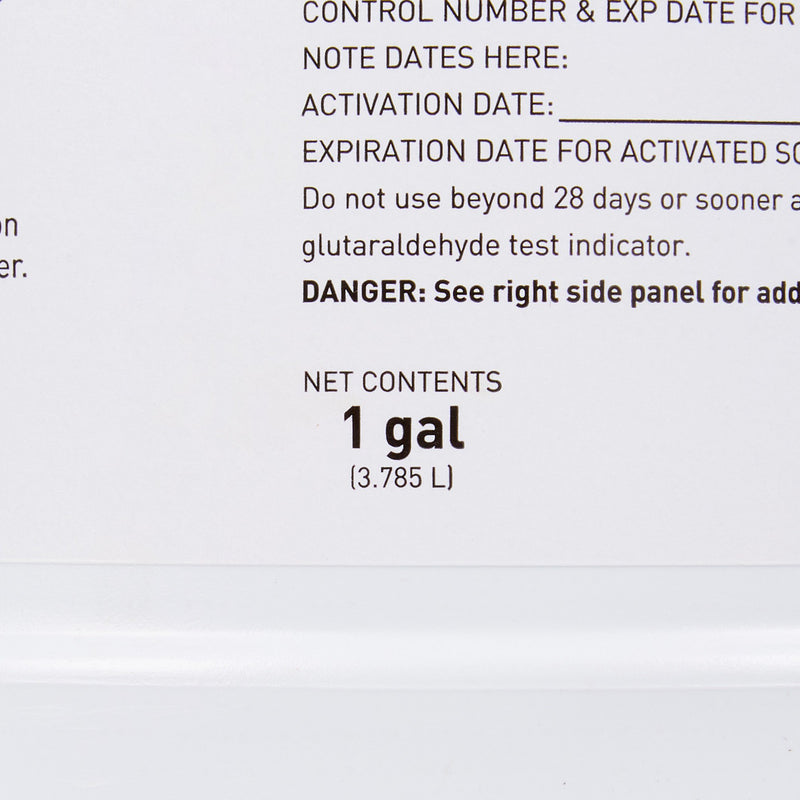 CONTROL NUMBER & EXP DATE FOR
NOTE DATES HERE:
ACTIVATION DATE:
EXPIRATION DATE FOR ACTIVATED
Do not use beyond 28 days or sooner
on
glutaraldehyde test indicator.
er.
DANGER: See right side panel for
NET CONTENTS
1 gal
(3.785 L)